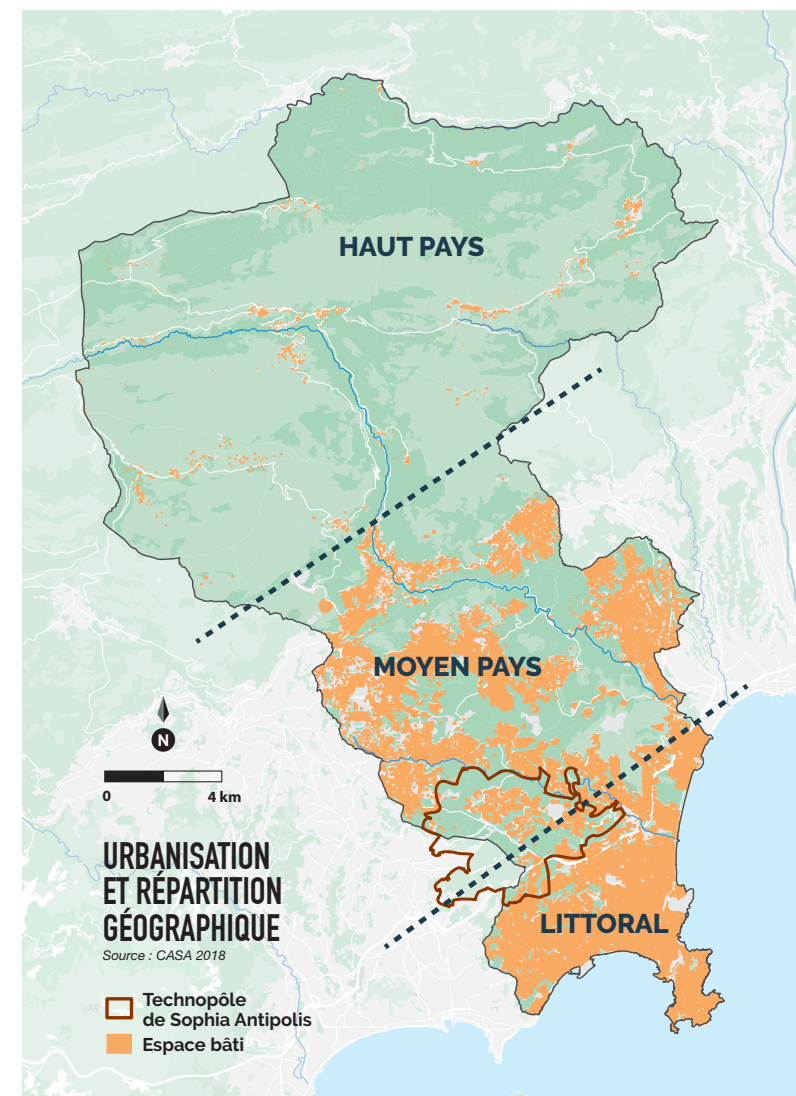 HAUT PAYS
MOYEN PAYS
LITTORAL
N
0 4 km
URBANISATION
ET RÉPARTITION
GÉOGRAPHIQUE
Source : CASA 2018
Technopôle
de Sophia Antipolis
Espace bâti